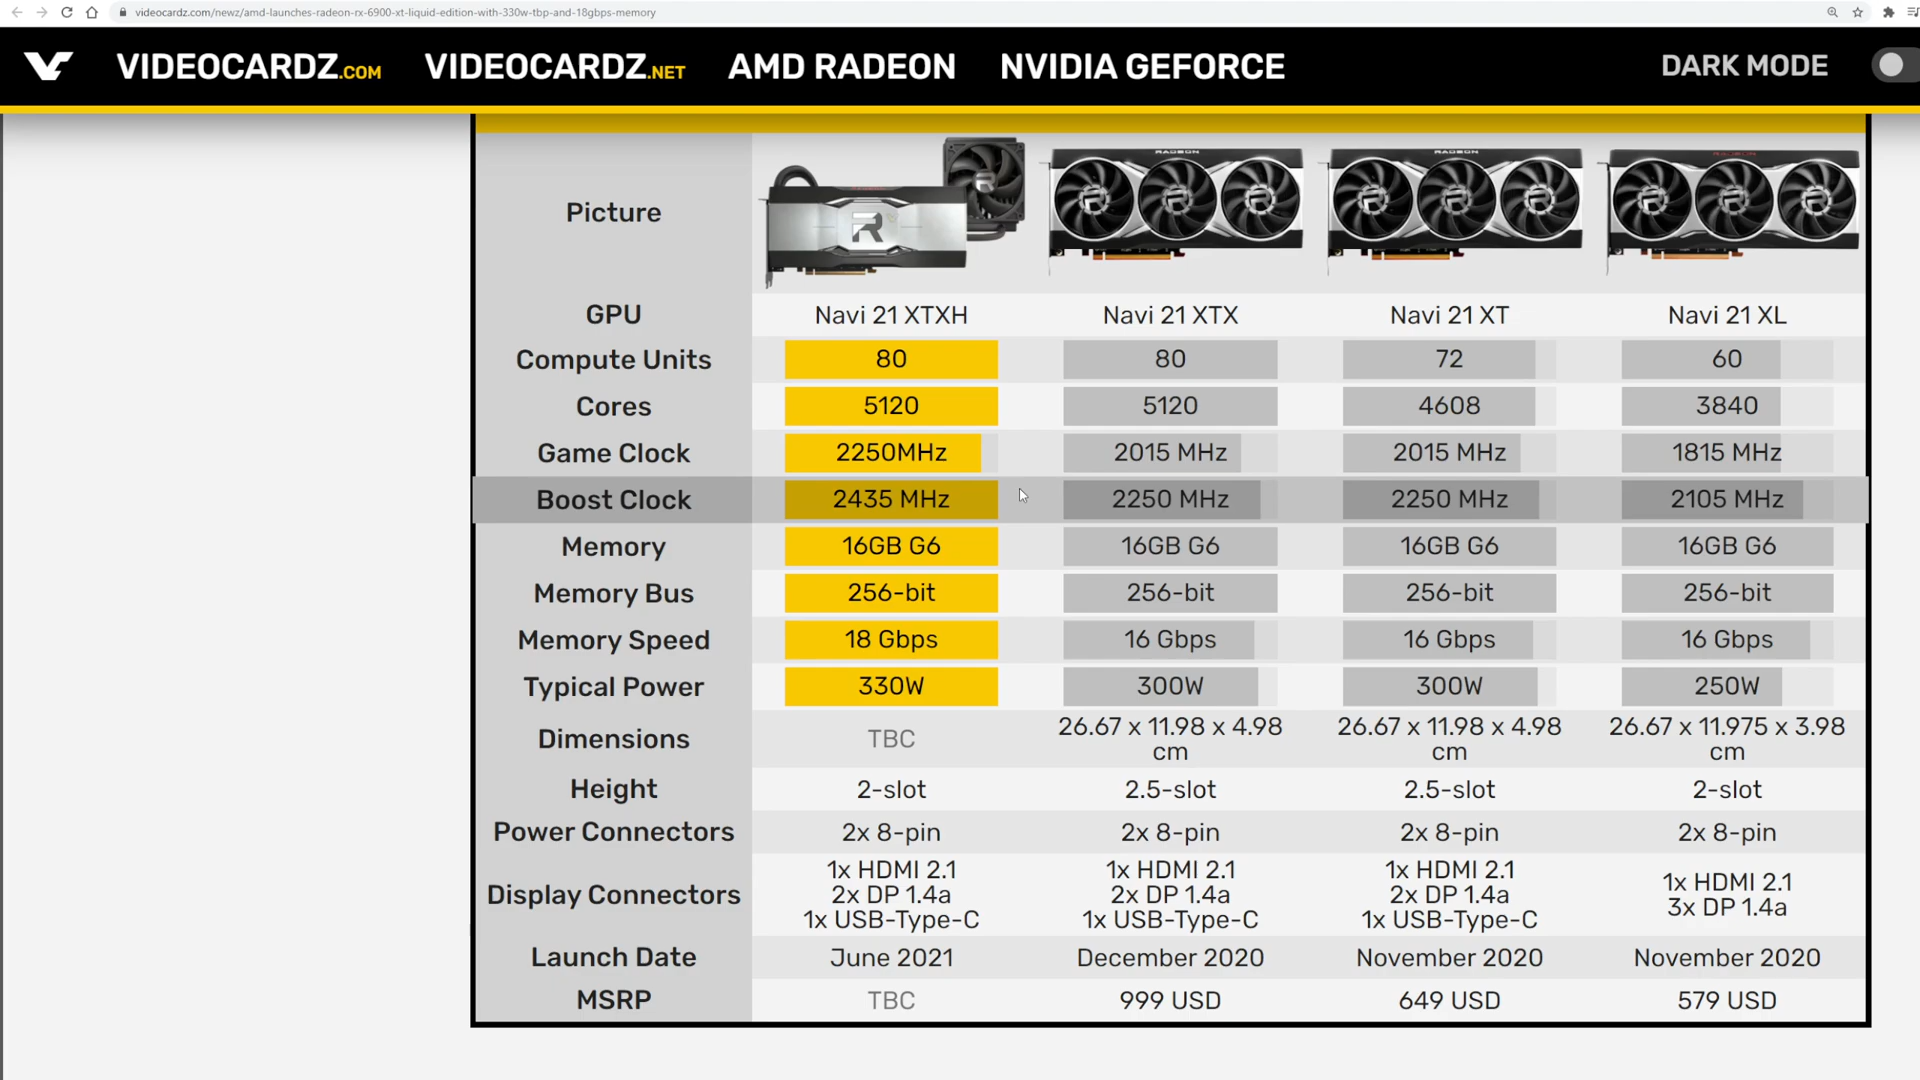 videocardz.com/newz/amd-launches-radeon-rx-6900-xt-liquid-edition-with-330w-tbp-and-18gbps-memory
VIDEOCARDZ.COM VIDEOCARDZ.NET AMD RADEON NVIDIA GEFORCE DARK MODE
Picture
RADEON RADEON RADEON
GPU Navi 21 XTXH Navi 21 XTX Navi 21 XT Navi 21 XL
Compute Units 80 80 72 60
Cores 5120 5120 4608 3840
Game Clock 2250MHz 2015 MHz 2015 MHz 1815 MHz
Boost Clock 2435 MHz 2250 MHz 2250 MHz 2105 MHz
Memory 16GB G6 16GB G6 16GB G6 16GB G6
Memory Bus 256-bit 256-bit 256-bit 256-bit
Memory Speed 18 Gbps 16 Gbps 16 Gbps 16 Gbps
Typical Power 330W 300W 300W 250W
Dimensions TBC 26.67 x 11.98 x 4.98 cm 26.67 x 11.98 x 4.98 cm 26.67 x 11.975 x 3.98 cm
Height 2-slot 2.5-slot 2.5-slot 2-slot
Power Connectors 2x 8-pin 2x 8-pin 2x 8-pin 2x 8-pin
Display Connectors 1x HDMI 2.1 2x DP 1.4a 1x USB-Type-C 1x HDMI 2.1 2x DP 1.4a 1x USB-Type-C 1x HDMI 2.1 2x DP 1.4a 1x USB-Type-C 1x HDMI 2.1 3x DP 1.4a
Launch Date June 2021 December 2020 November 2020 November 2020
MSRP TBC 999 USD 649 USD 579 USD